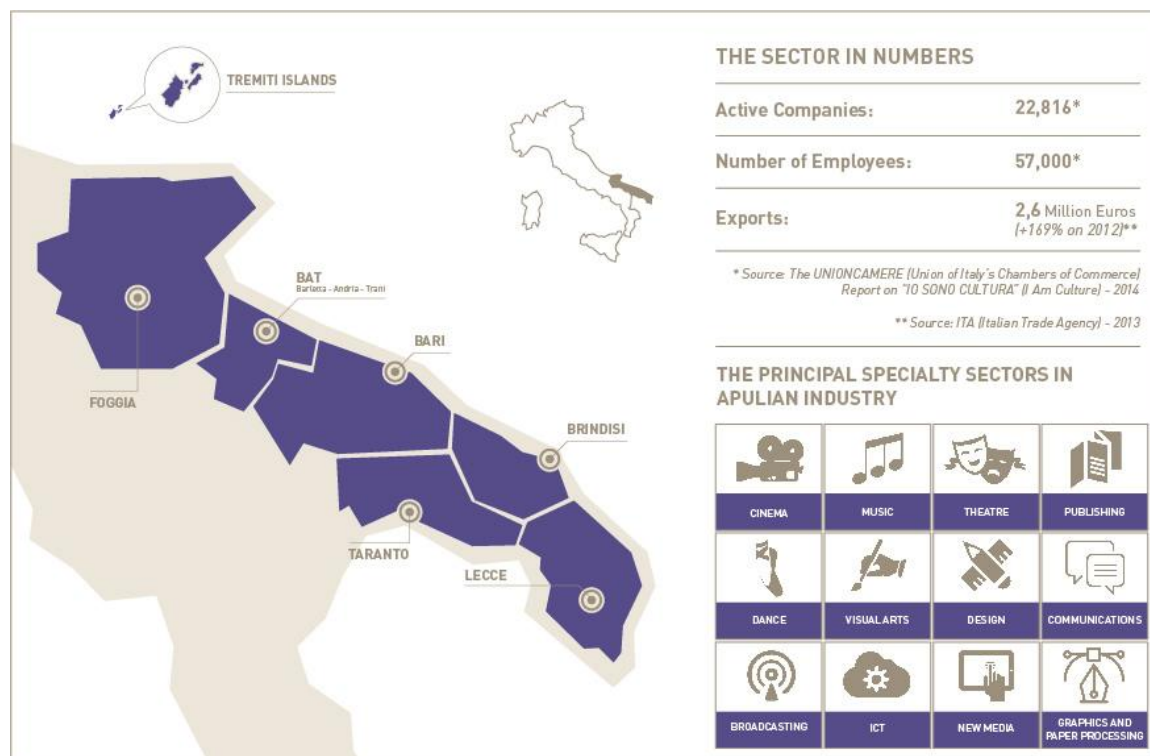 TREMITI ISLANDS
BAT
Barletta - Andria - Trani
BARI
FOGGIA
BRINDISI
TARANTO
LECCE
THE SECTOR IN NUMBERS
Active Companies: 22,816*
Number of Employees: 57,000*
Exports: 2,6 Million Euros
(+169% on 2012)**
* Source: The UNIONCAMERE (Union of Italy's Chambers of Commerce)
Report on "IO SONO CULTURA" (I Am Culture) - 2014
** Source: ITA (Italian Trade Agency) - 2013
THE PRINCIPAL SPECIALTY SECTORS IN
APULIAN INDUSTRY
CINEMA MUSIC THEATRE PUBLISHING
DANCE VISUAL ARTS DESIGN COMMUNICATIONS
BROADCASTING ICT NEW MEDIA GRAPHICS AND
PAPER PROCESSING